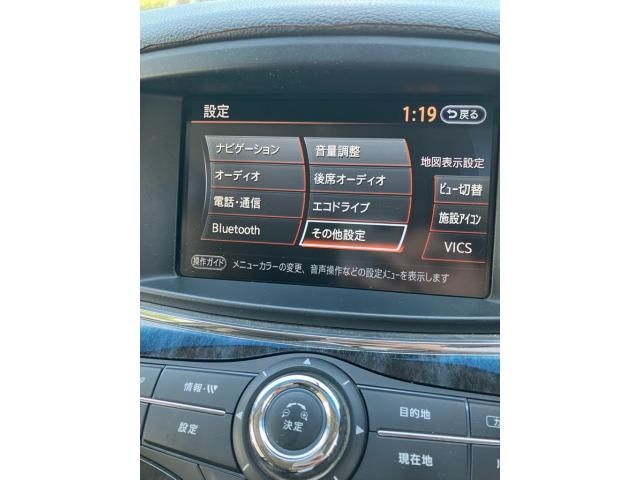 設定
1:19
戻る
ナビゲーション
音量調整
地図表示設定
オーディオ
後席オーディオ
ビュー切替
電話・通信
エコドライブ
施設アイコン
Bluetooth
その他設定
VICS
操作ガイド メニューカラーの変更、音声操作などの設定メニューを表示します
情報・
設定
決定
目的地
現在地